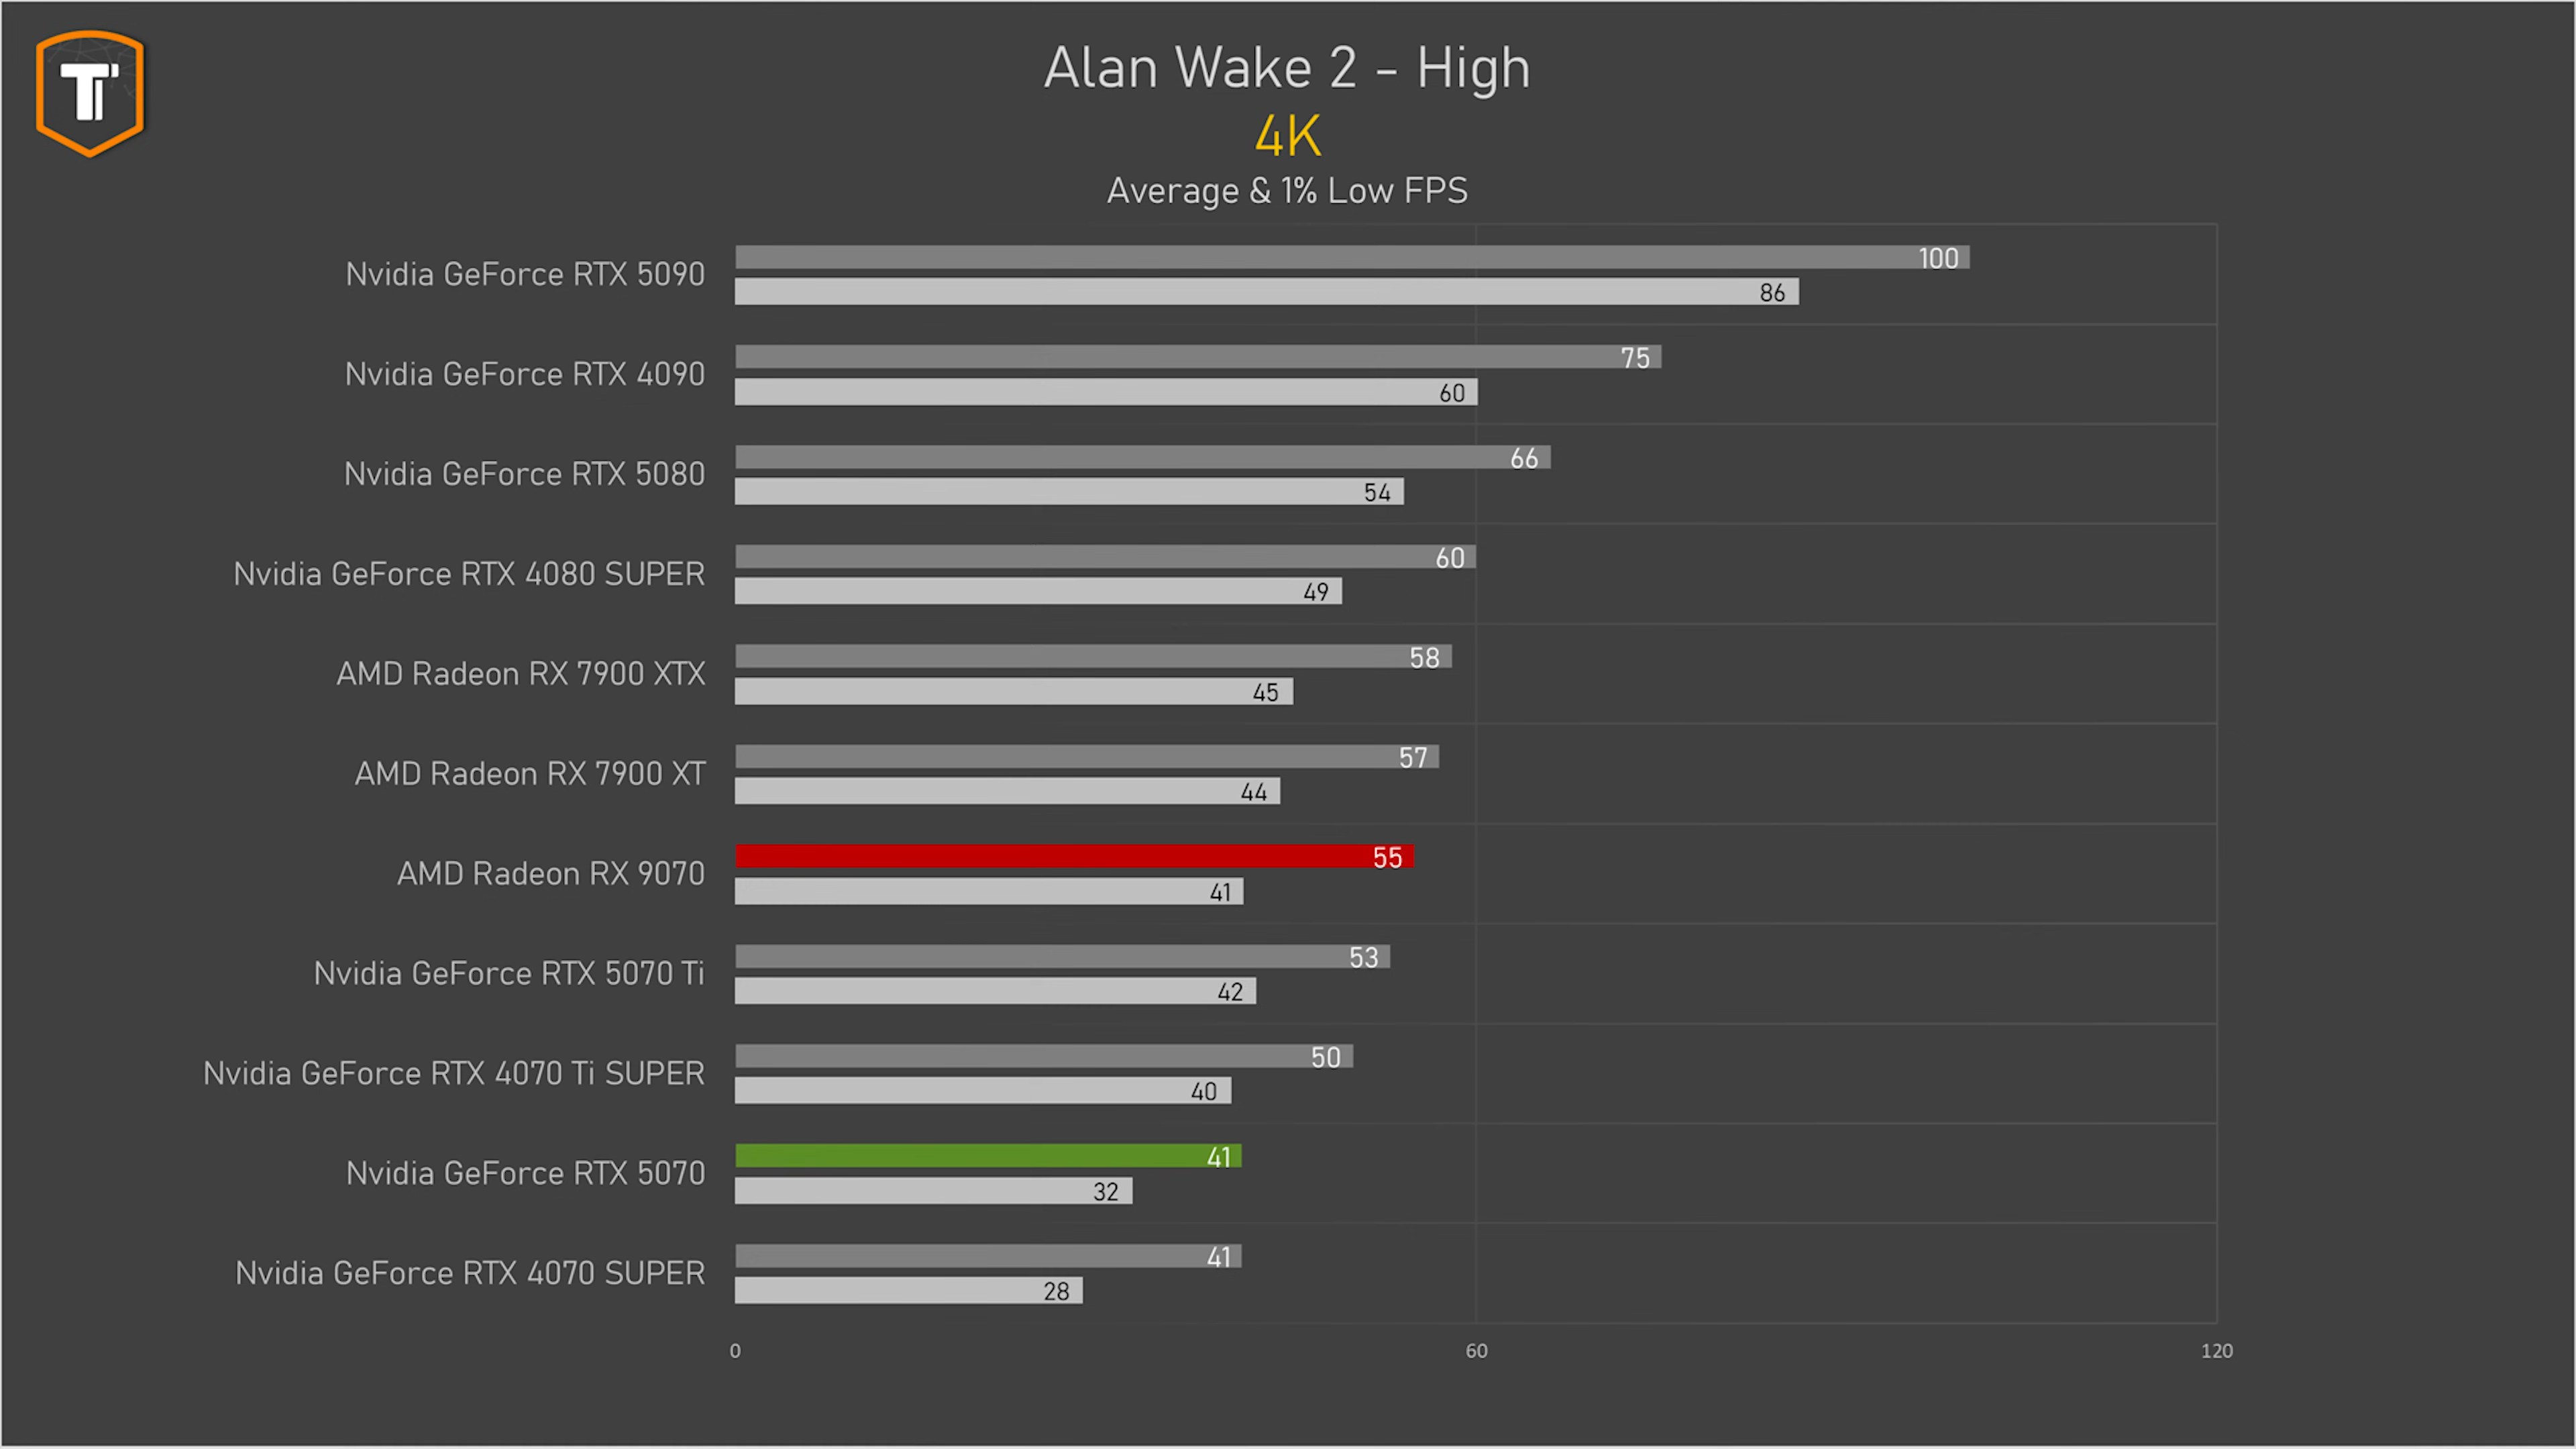 T
Alan Wake 2 - High
4K
Average & 1% Low FPS
Nvidia GeForce RTX 5090
100
86
Nvidia GeForce RTX 4090
75
60
Nvidia GeForce RTX 5080
66
54
Nvidia GeForce RTX 4080 SUPER
60
49
AMD Radeon RX 7900 XTX
58
45
AMD Radeon RX 7900 XT
57
44
AMD Radeon RX 9070
55
41
Nvidia GeForce RTX 5070 Ti
53
42
Nvidia GeForce RTX 4070 Ti SUPER
50
40
Nvidia GeForce RTX 5070
41
32
Nvidia GeForce RTX 4070 SUPER
41
28
0 60 120